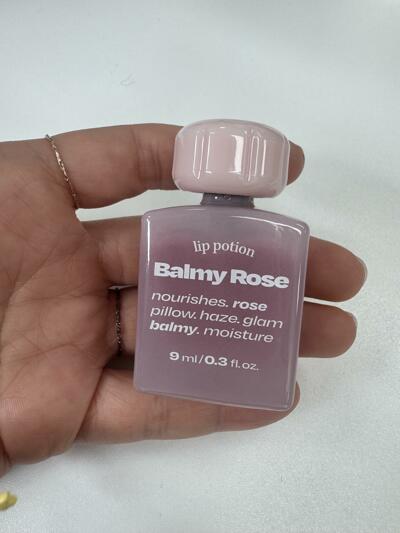 lip potion
Balmy Rose
nourishes. rose
pillow. haze. glam
balmy. moisture
9 ml/0.3 fl.oz.